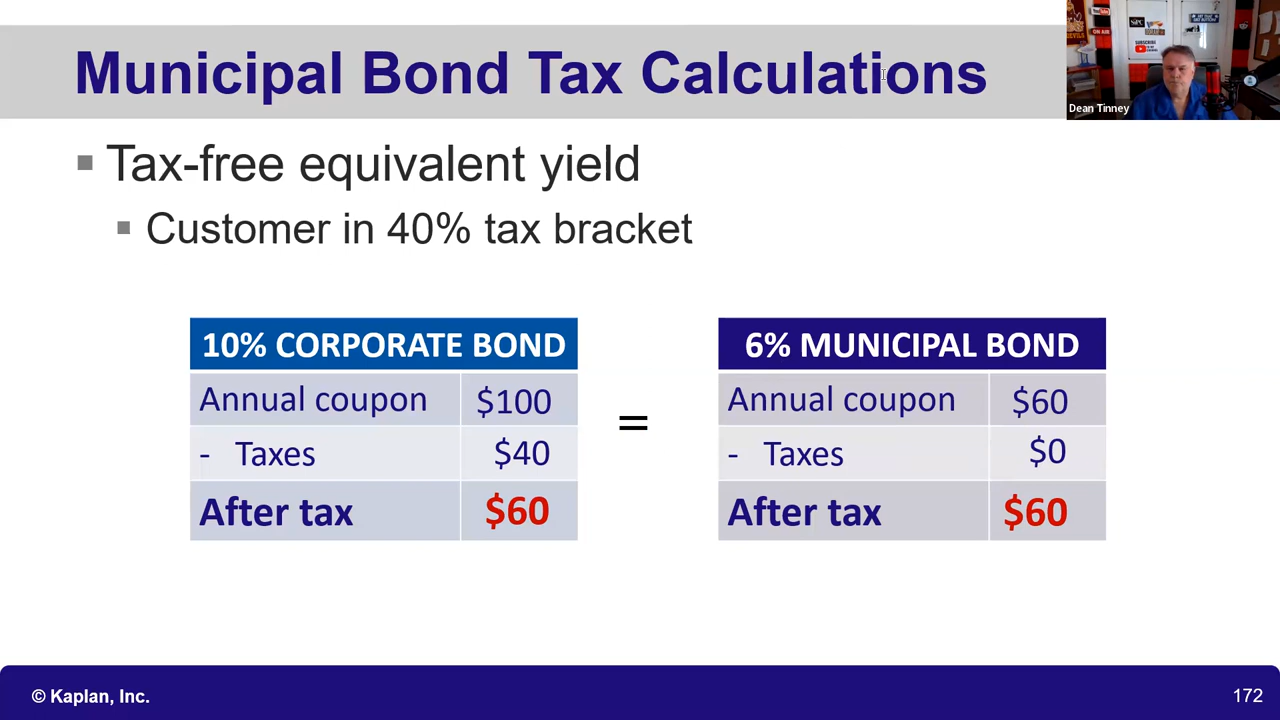 Municipal Bond Tax Calculations
Dean Tinney
Tax-free equivalent yield
Customer in 40% tax bracket
10% CORPORATE BOND
Annual coupon $100
- Taxes $40
After tax $60
=
6% MUNICIPAL BOND
Annual coupon $60
- Taxes $0
After tax $60
© Kaplan, Inc.
172